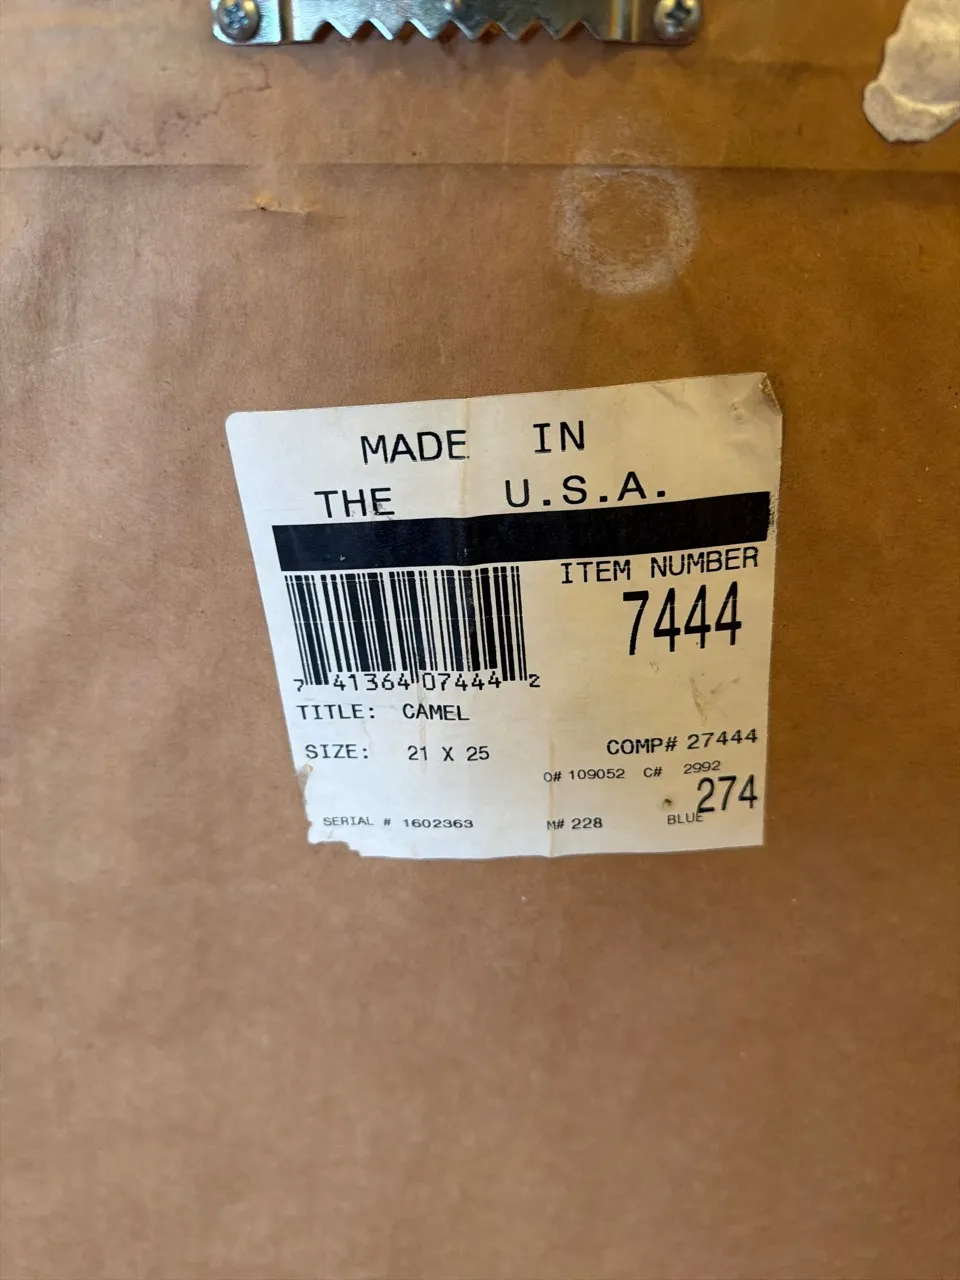 MADE IN
THE U.S.A.
ITEM NUMBER
7444
7 41364 07444 2
TITLE: CAMEL
SIZE: 21 X 25
COMP# 27444
O# 109052 C# 2992
274
SERIAL # 1602363 M# 228 BLUE